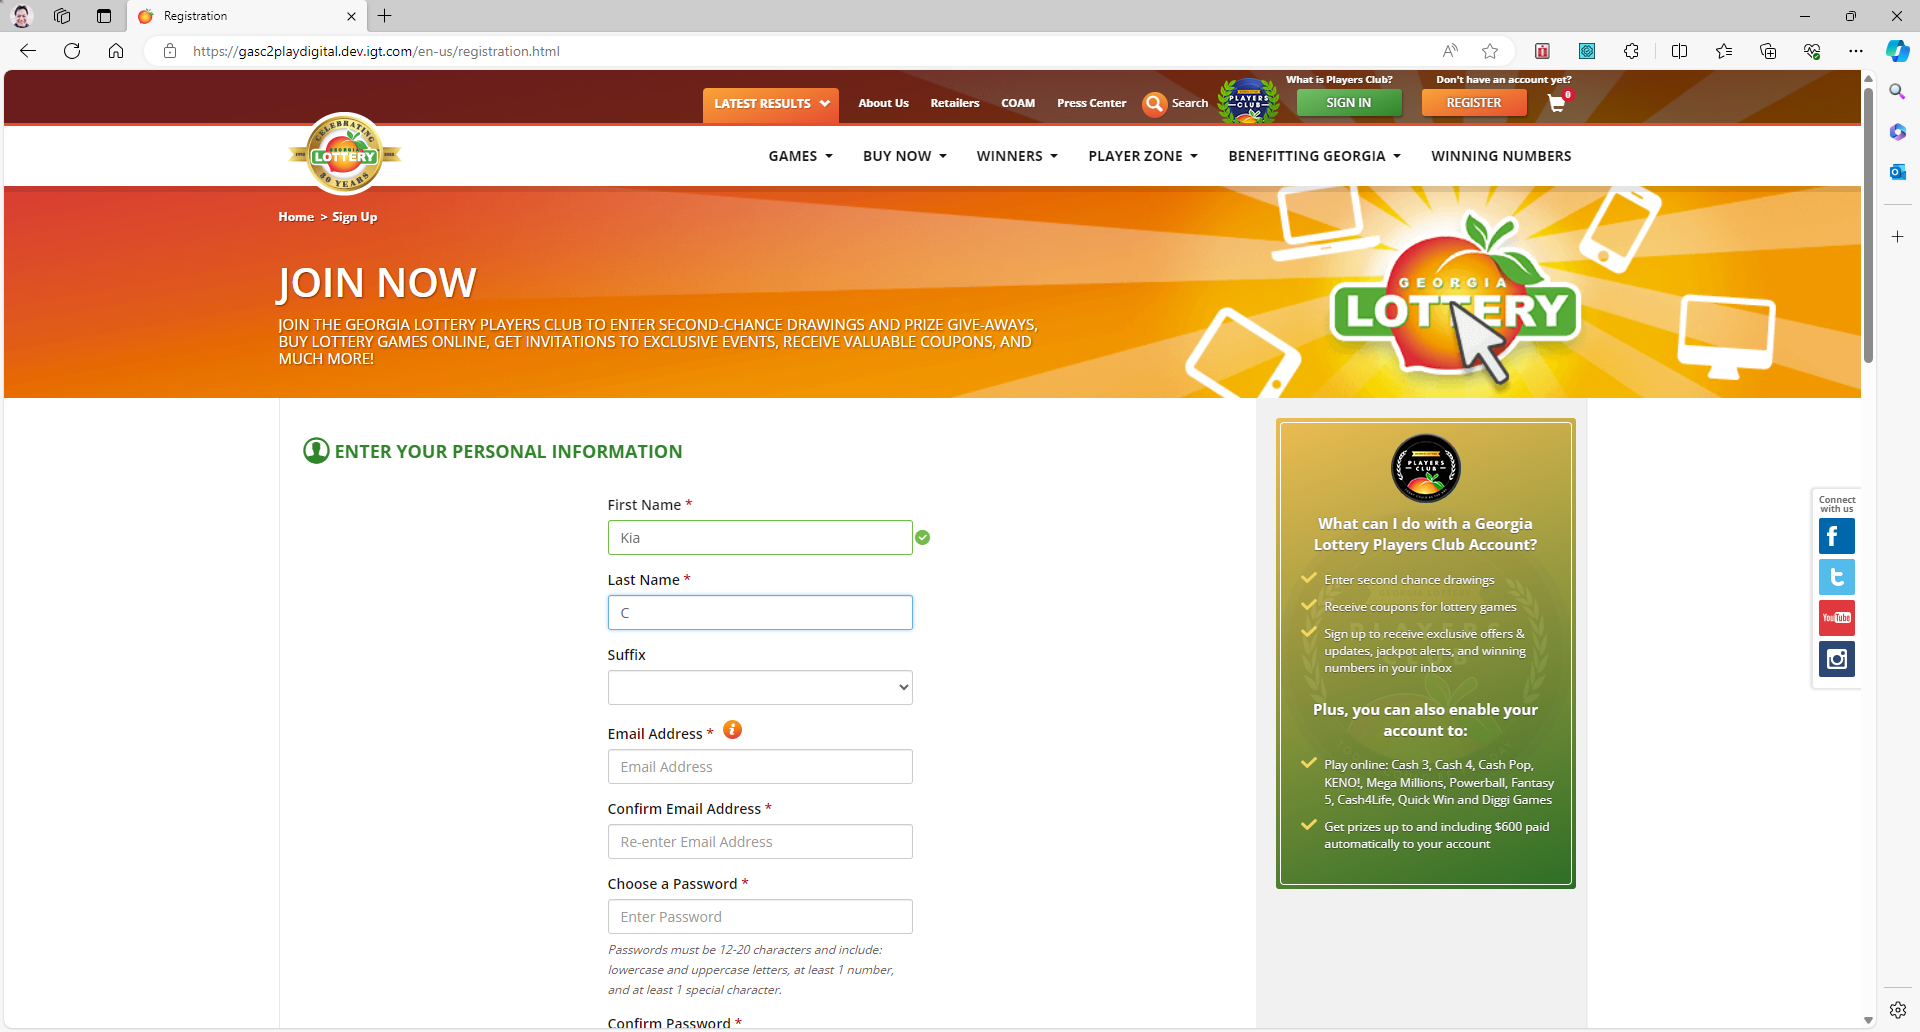 Registration
https://gasc2playdigital.dev.igt.com/en-us/registration.html
What is Players Club?
Don't have an account yet?
LATEST RESULTS
About Us
Retailers
COAM
Press Center
Search
PLAYERS
CLUB
SIGN IN
REGISTER
0
CELEBRATING
GEORGIA
LOTTERY
30 YEARS
GAMES
BUY NOW
WINNERS
PLAYER ZONE
BENEFITTING GEORGIA
WINNING NUMBERS
Home > Sign Up
JOIN NOW
JOIN THE GEORGIA LOTTERY PLAYERS CLUB TO ENTER SECOND-CHANCE DRAWINGS AND PRIZE GIVE-AWAYS,
BUY LOTTERY GAMES ONLINE, GET INVITATIONS TO EXCLUSIVE EVENTS, RECEIVE VALUABLE COUPONS, AND
MUCH MORE!
GEORGIA
LOTTERY
ENTER YOUR PERSONAL INFORMATION
First Name *
Kia
Last Name *
C
Suffix
Email Address *
Email Address
Confirm Email Address *
Re-enter Email Address
Choose a Password *
Enter Password
Passwords must be 12-20 characters and include:
lowercase and uppercase letters, at least 1 number,
and at least 1 special character.
Confirm Password *
PLAYERS
CLUB
What can I do with a Georgia
Lottery Players Club Account?
Enter second chance drawings
Receive coupons for lottery games
Sign up to receive exclusive offers &
updates, jackpot alerts, and winning
numbers in your inbox
Plus, you can also enable your
account to:
Play online: Cash 3, Cash 4, Cash Pop,
KENO!, Mega Millions, Powerball, Fantasy
5, Cash4Life, Quick Win and Diggi Games
Get prizes up to and including $600 paid
automatically to your account
Connect
with us
YouTube